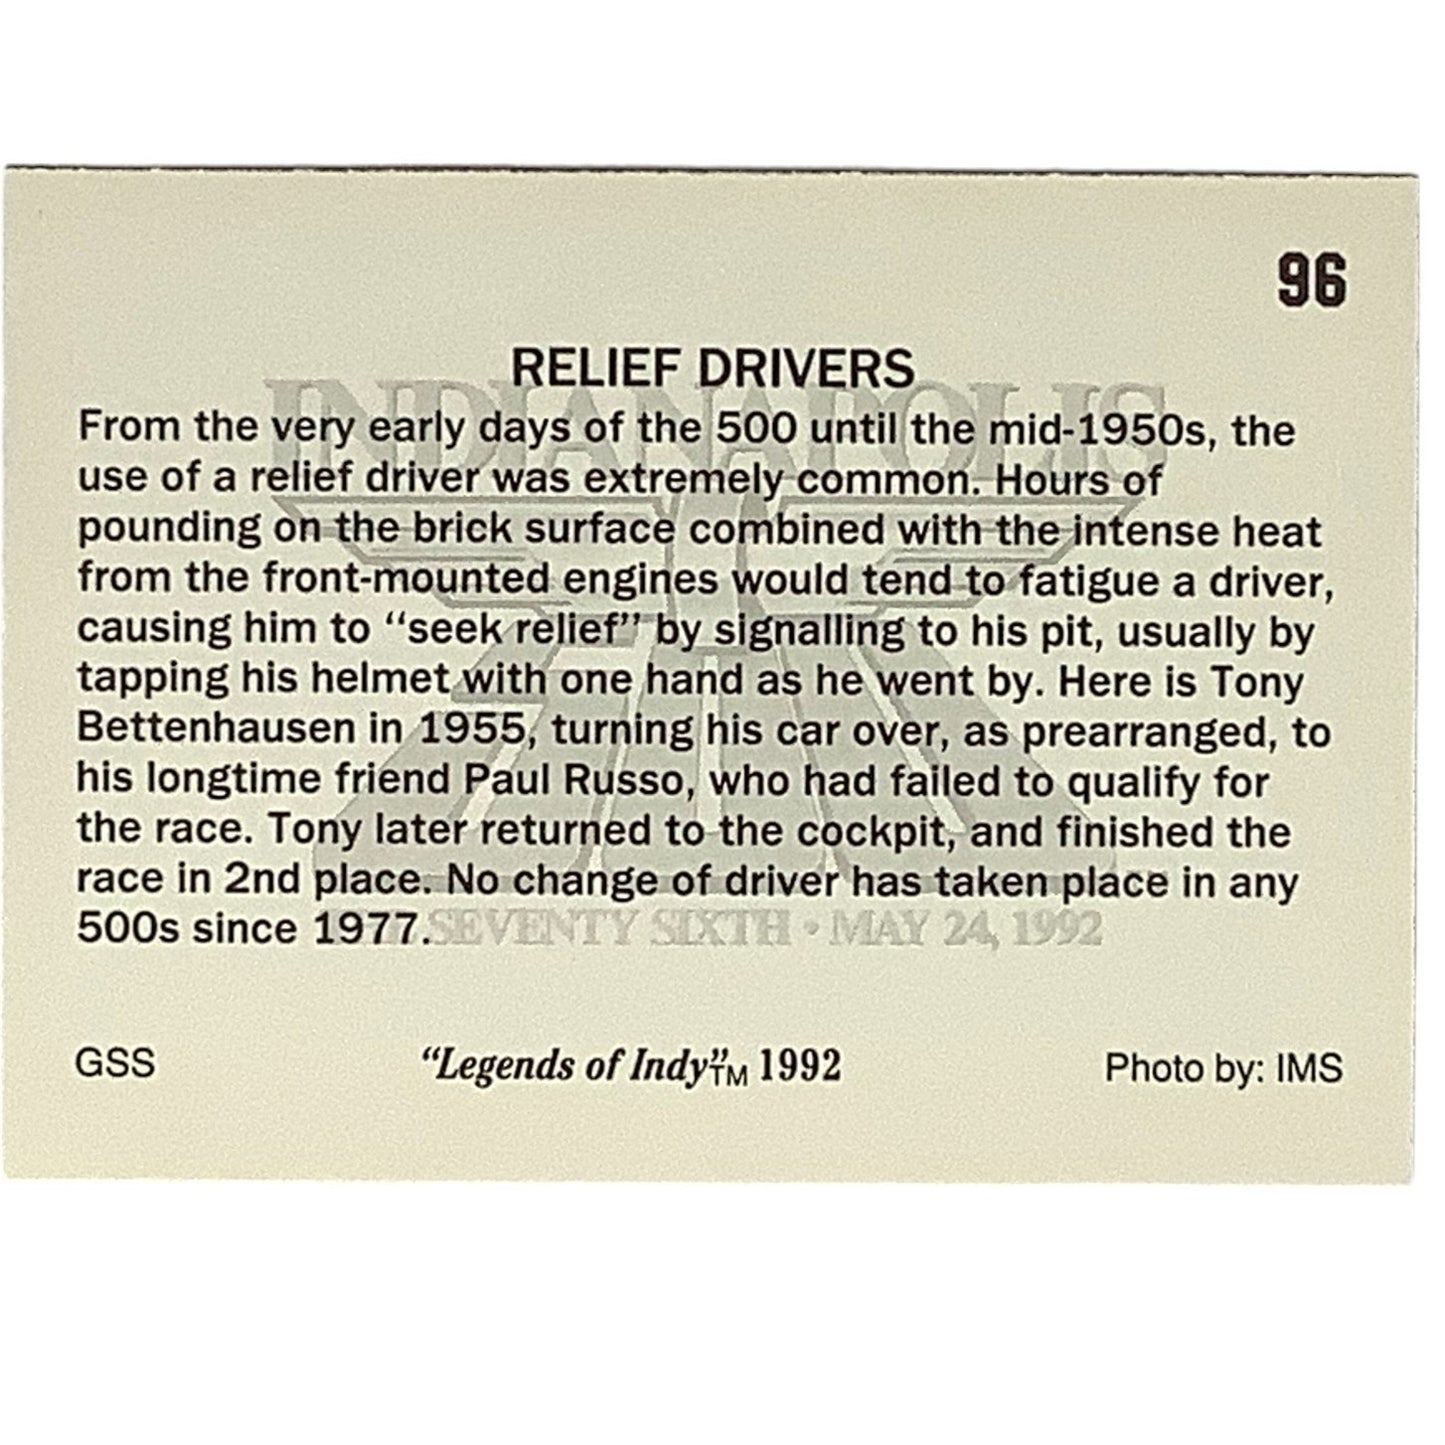 96
RELIEF DRIVERS
From the very early days of the 500 until the mid-1950s, the
use of a relief driver was extremely common. Hours of
pounding on the brick surface combined with the intense heat
from the front-mounted engines would tend to fatigue a driver,
causing him to “seek relief” by signalling to his pit, usually by
tapping his helmet with one hand as he went by. Here is Tony
Bettenhausen in 1955, turning his car over, as prearranged, to
his longtime friend Paul Russo, who had failed to qualify for
the race. Tony later returned to the cockpit, and finished the
race in 2nd place. No change of driver has taken place in any
500s since 1977.
INDIANAPOLIS
500
SEVENTY SIXTH • MAY 24, 1992
GSS “Legends of Indy”™ 1992 Photo by: IMS